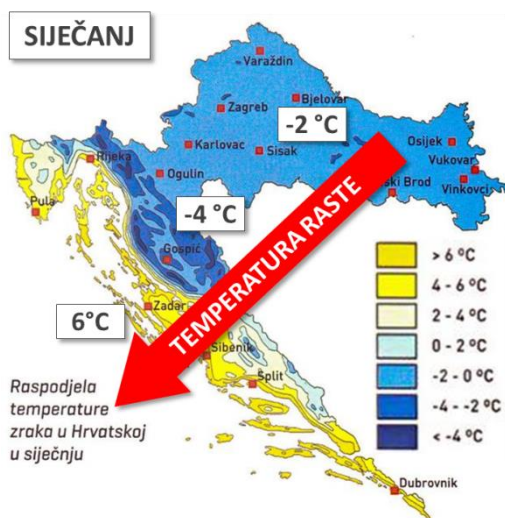 SIJEČANJ
Varaždin
Bjelovar
Zagreb
-2 °C
Osijek
Karlovac
Sisak
Vukovar
Rijeka
Ogulin
ski Brod
Vinkovci
Pula
-4 °C
Gospić
TEMPERATURA RASTE
> 6 °C
4 - 6 °C
2 - 4 °C
0 - 2 °C
-2 - 0 °C
-4 - -2 °C
< -4 °C
6°C
Zadar
Šibenik
Split
Raspodjela
temperature
zraka u Hrvatskoj
u siječnju
Dubrovnik